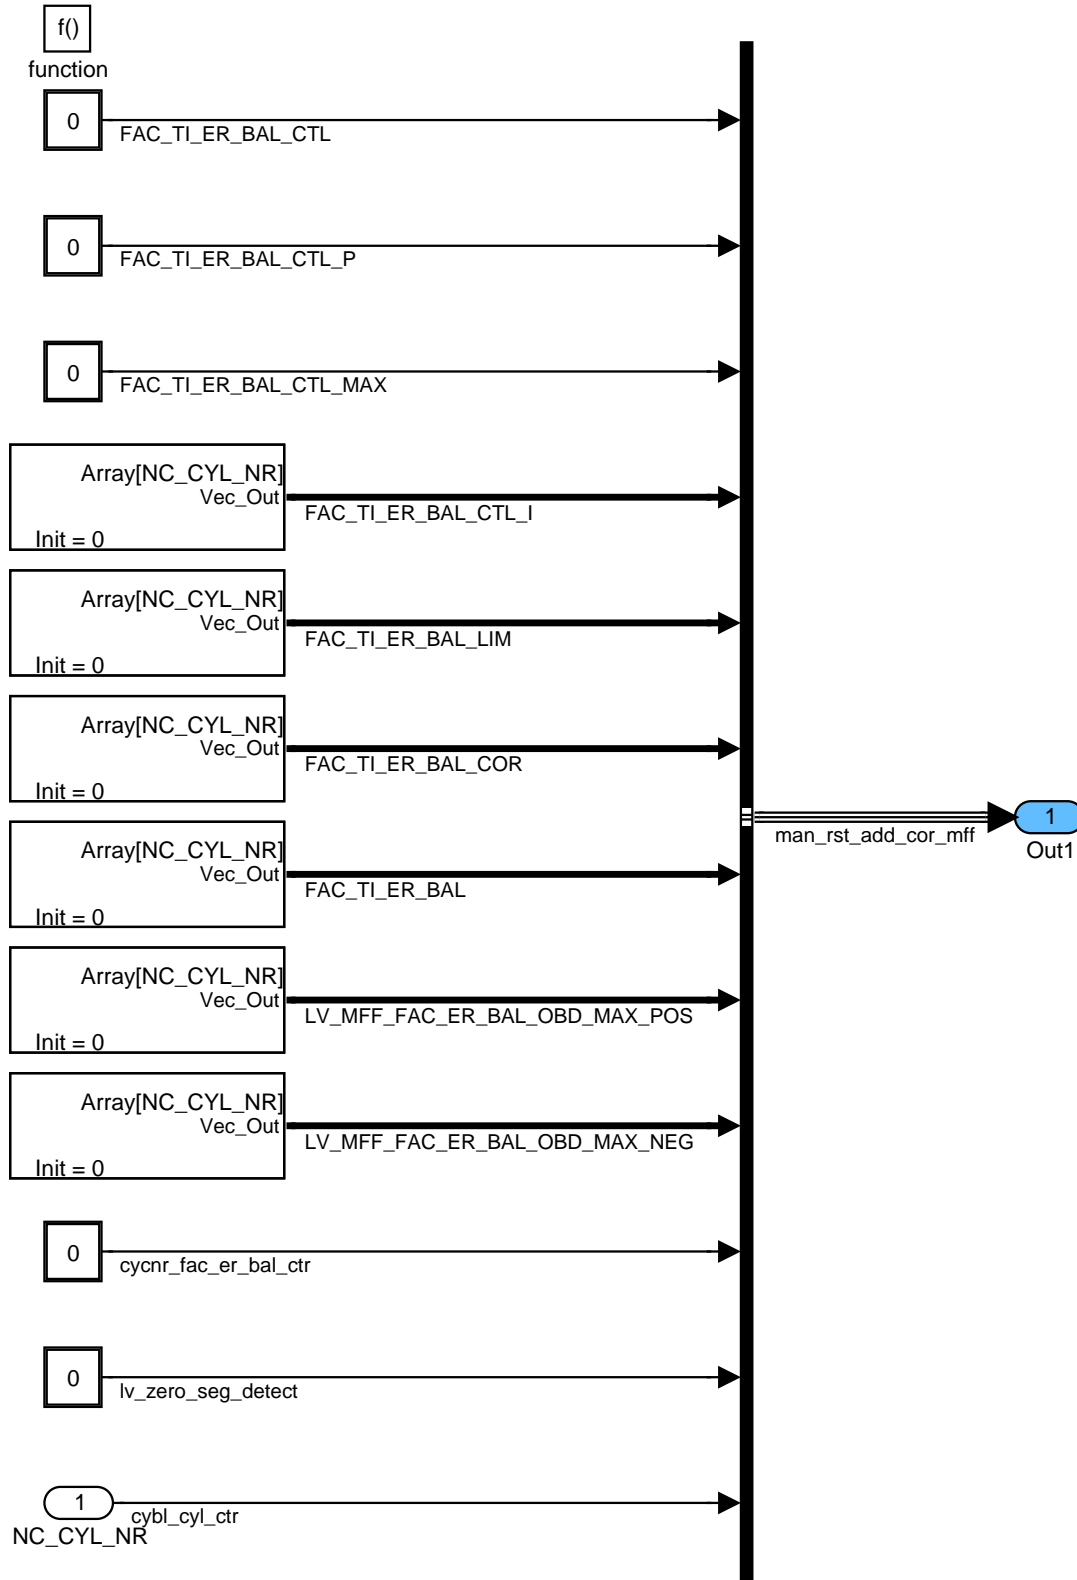 f()
function
0
FAC_TI_ER_BAL_CTL
0
FAC_TI_ER_BAL_CTL_P
0
FAC_TI_ER_BAL_CTL_MAX
Array[NC_CYL_NR]
Vec_Out
Init = 0
FAC_TI_ER_BAL_CTL_I
Array[NC_CYL_NR]
Vec_Out
Init = 0
FAC_TI_ER_BAL_LIM
Array[NC_CYL_NR]
Vec_Out
Init = 0
FAC_TI_ER_BAL_COR
Array[NC_CYL_NR]
Vec_Out
Init = 0
FAC_TI_ER_BAL
Array[NC_CYL_NR]
Vec_Out
Init = 0
LV_MFF_FAC_ER_BAL_OBD_MAX_POS
Array[NC_CYL_NR]
Vec_Out
Init = 0
LV_MFF_FAC_ER_BAL_OBD_MAX_NEG
0
cycnr_fac_er_bal_ctr
0
lv_zero_seg_detect
1
NC_CYL_NR
cybl_cyl_ctr
man_rst_add_cor_mff
1
Out1